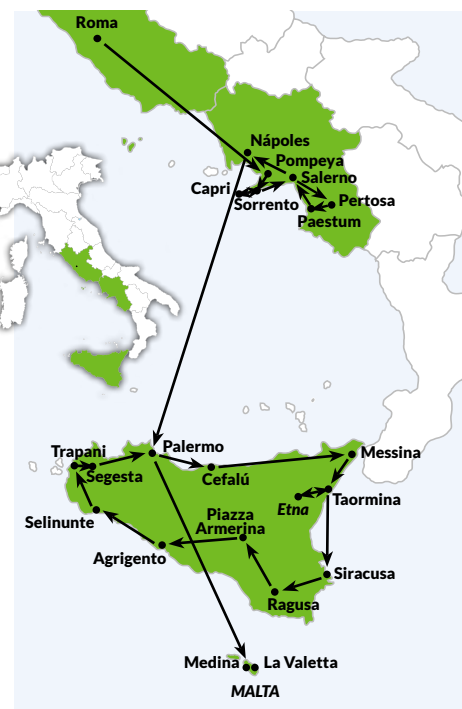 Roma
Nápoles
Pompeya
Capri
Salerno
Sorrento
Pertosa
Paestum
Trapani
Palermo
Messina
Segesta
Cefalú
Etna
Taormina
Selinunte
Piazza
Armerina
Agrigento
Siracusa
Ragusa
Medina
La Valetta
MALTA